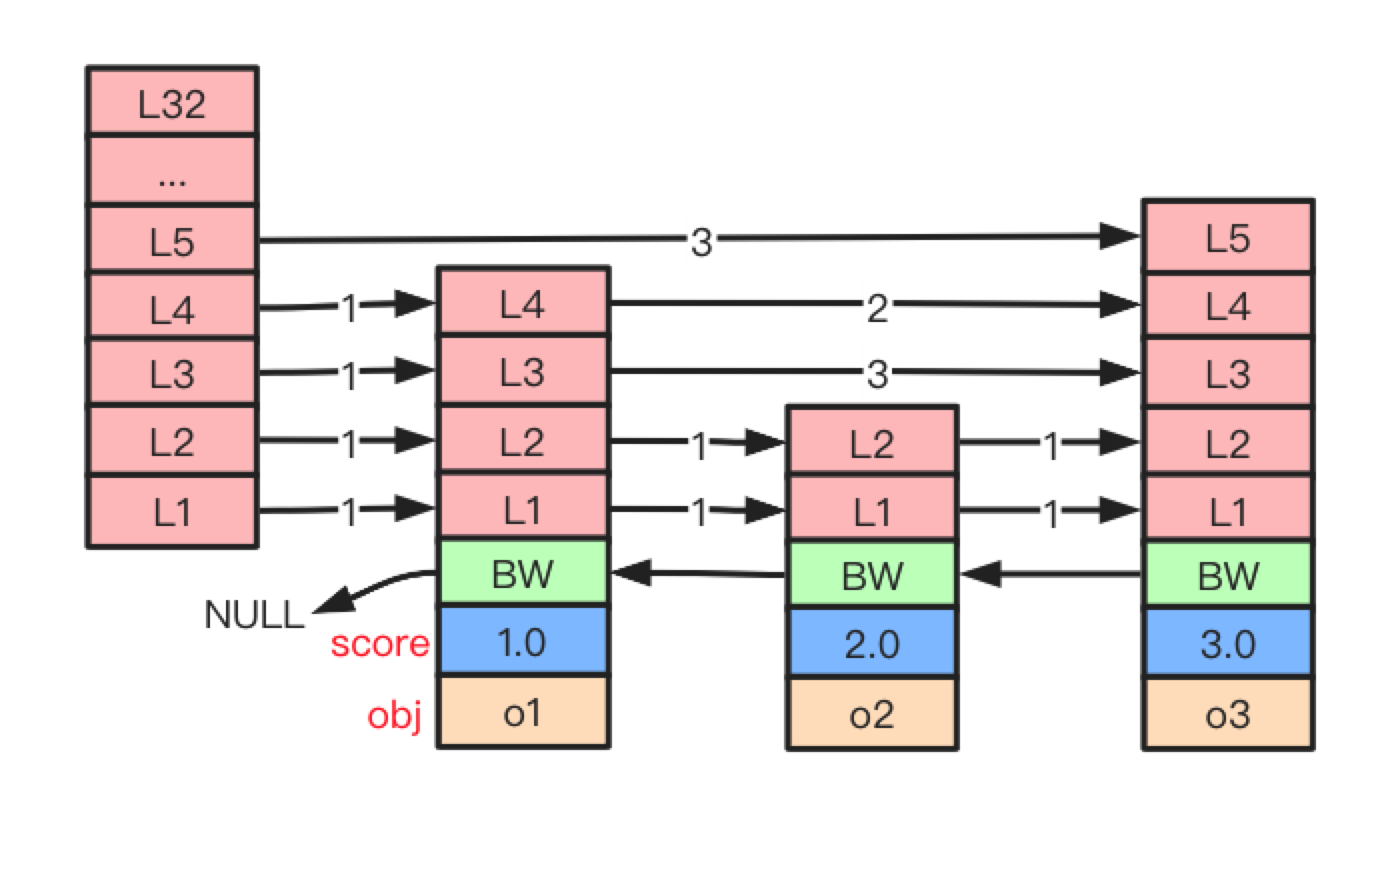 L32
...
L5 3 L5
L4 1 L4 2 L4
L3 1 L3 3 L3
L2 1 L2 1 L2 1 L2
L1 1 L1 1 L1 1 L1
BW BW BW
NULL
score 1.0 2.0 3.0
obj o1 o2 o3